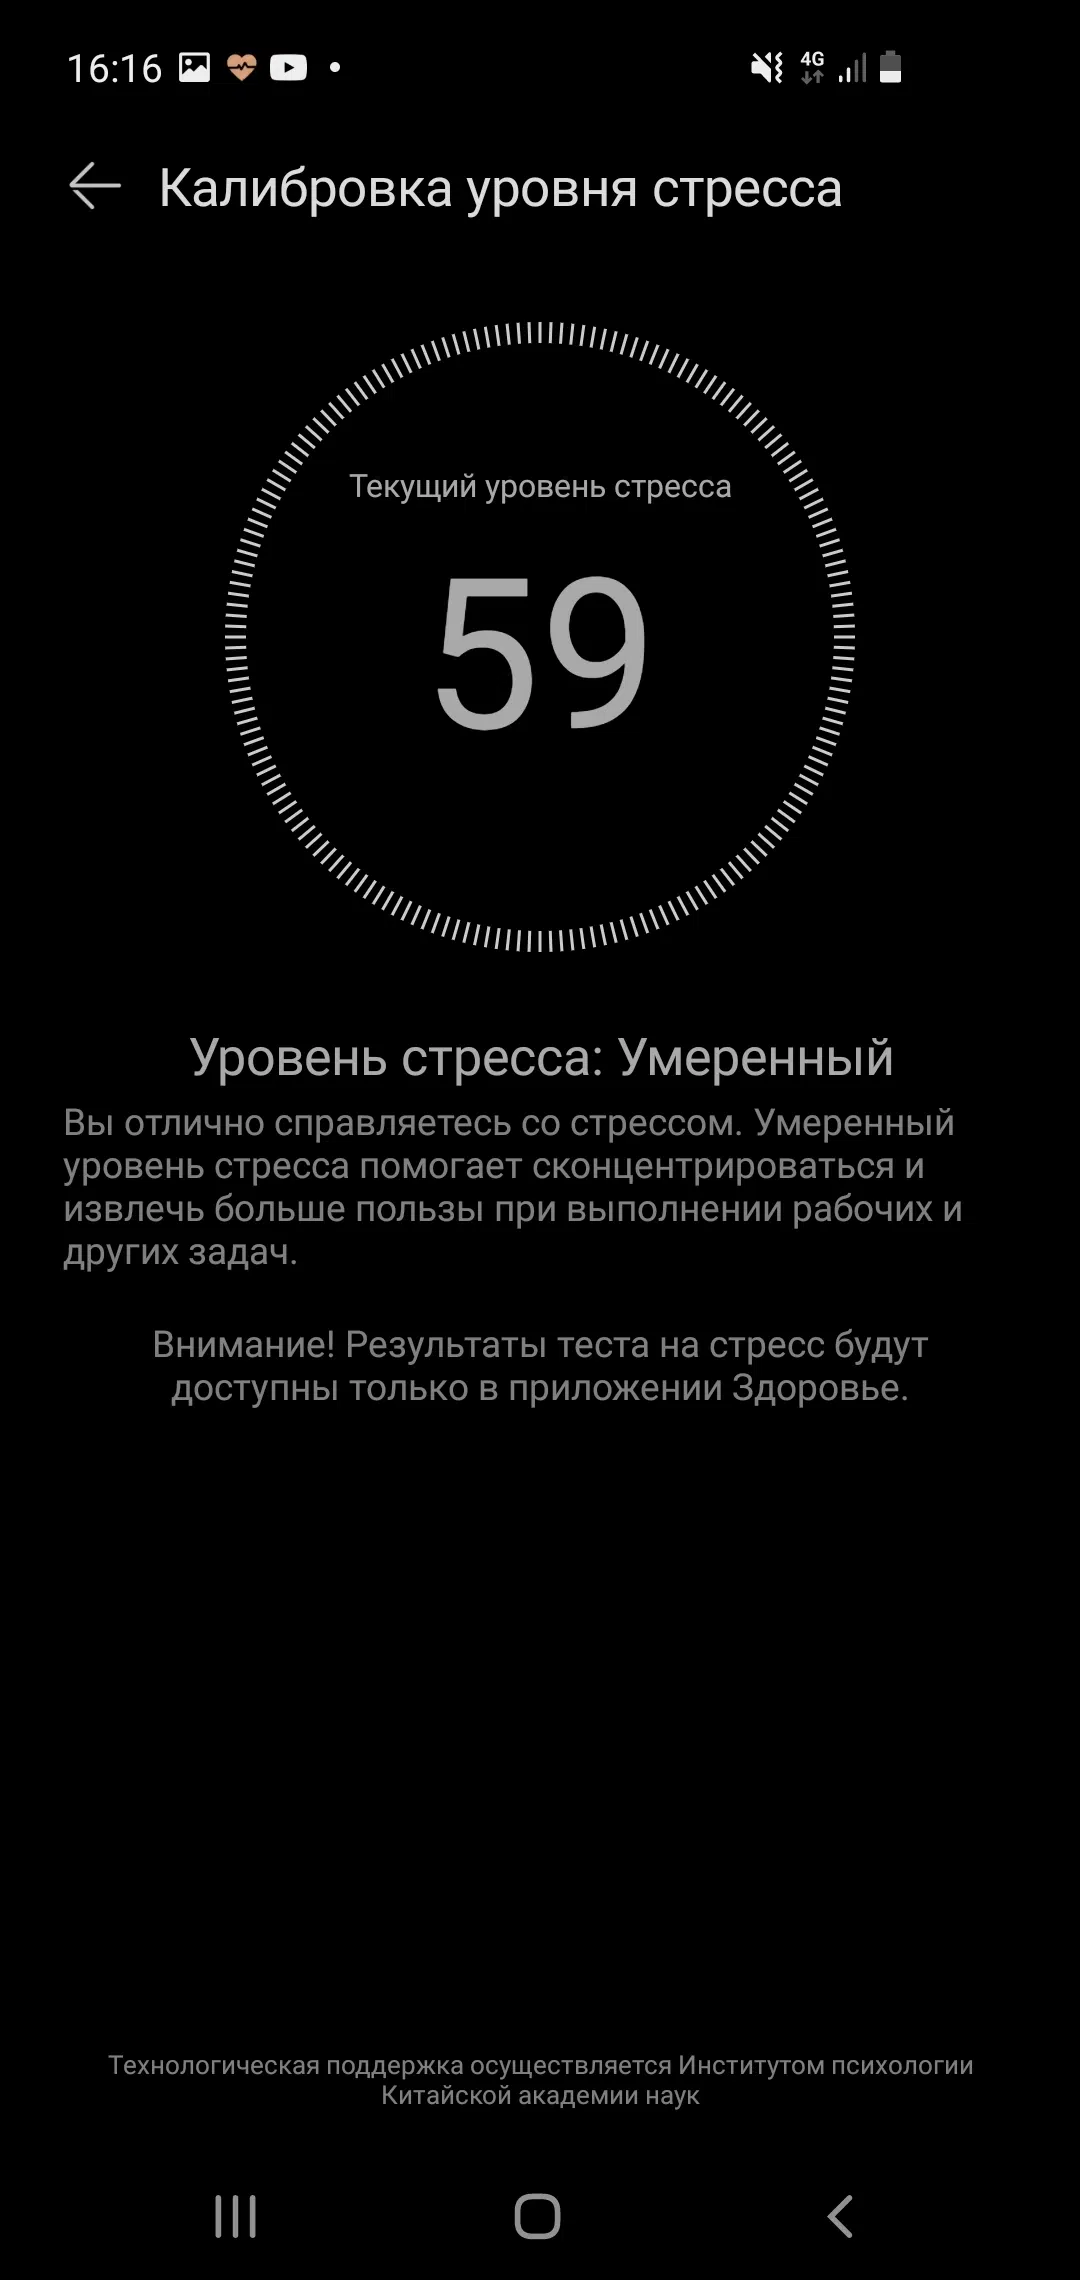 16:16
4G
Калибровка уровня стресса
Текущий уровень стресса
59
Уровень стресса: Умеренный
Вы отлично справляетесь со стрессом. Умеренный
уровень стресса помогает сконцентрироваться и
извлечь больше пользы при выполнении рабочих и
других задач.
Внимание! Результаты теста на стресс будут
доступны только в приложении Здоровье.
Технологическая поддержка осуществляется Институтом психологии
Китайской академии наук